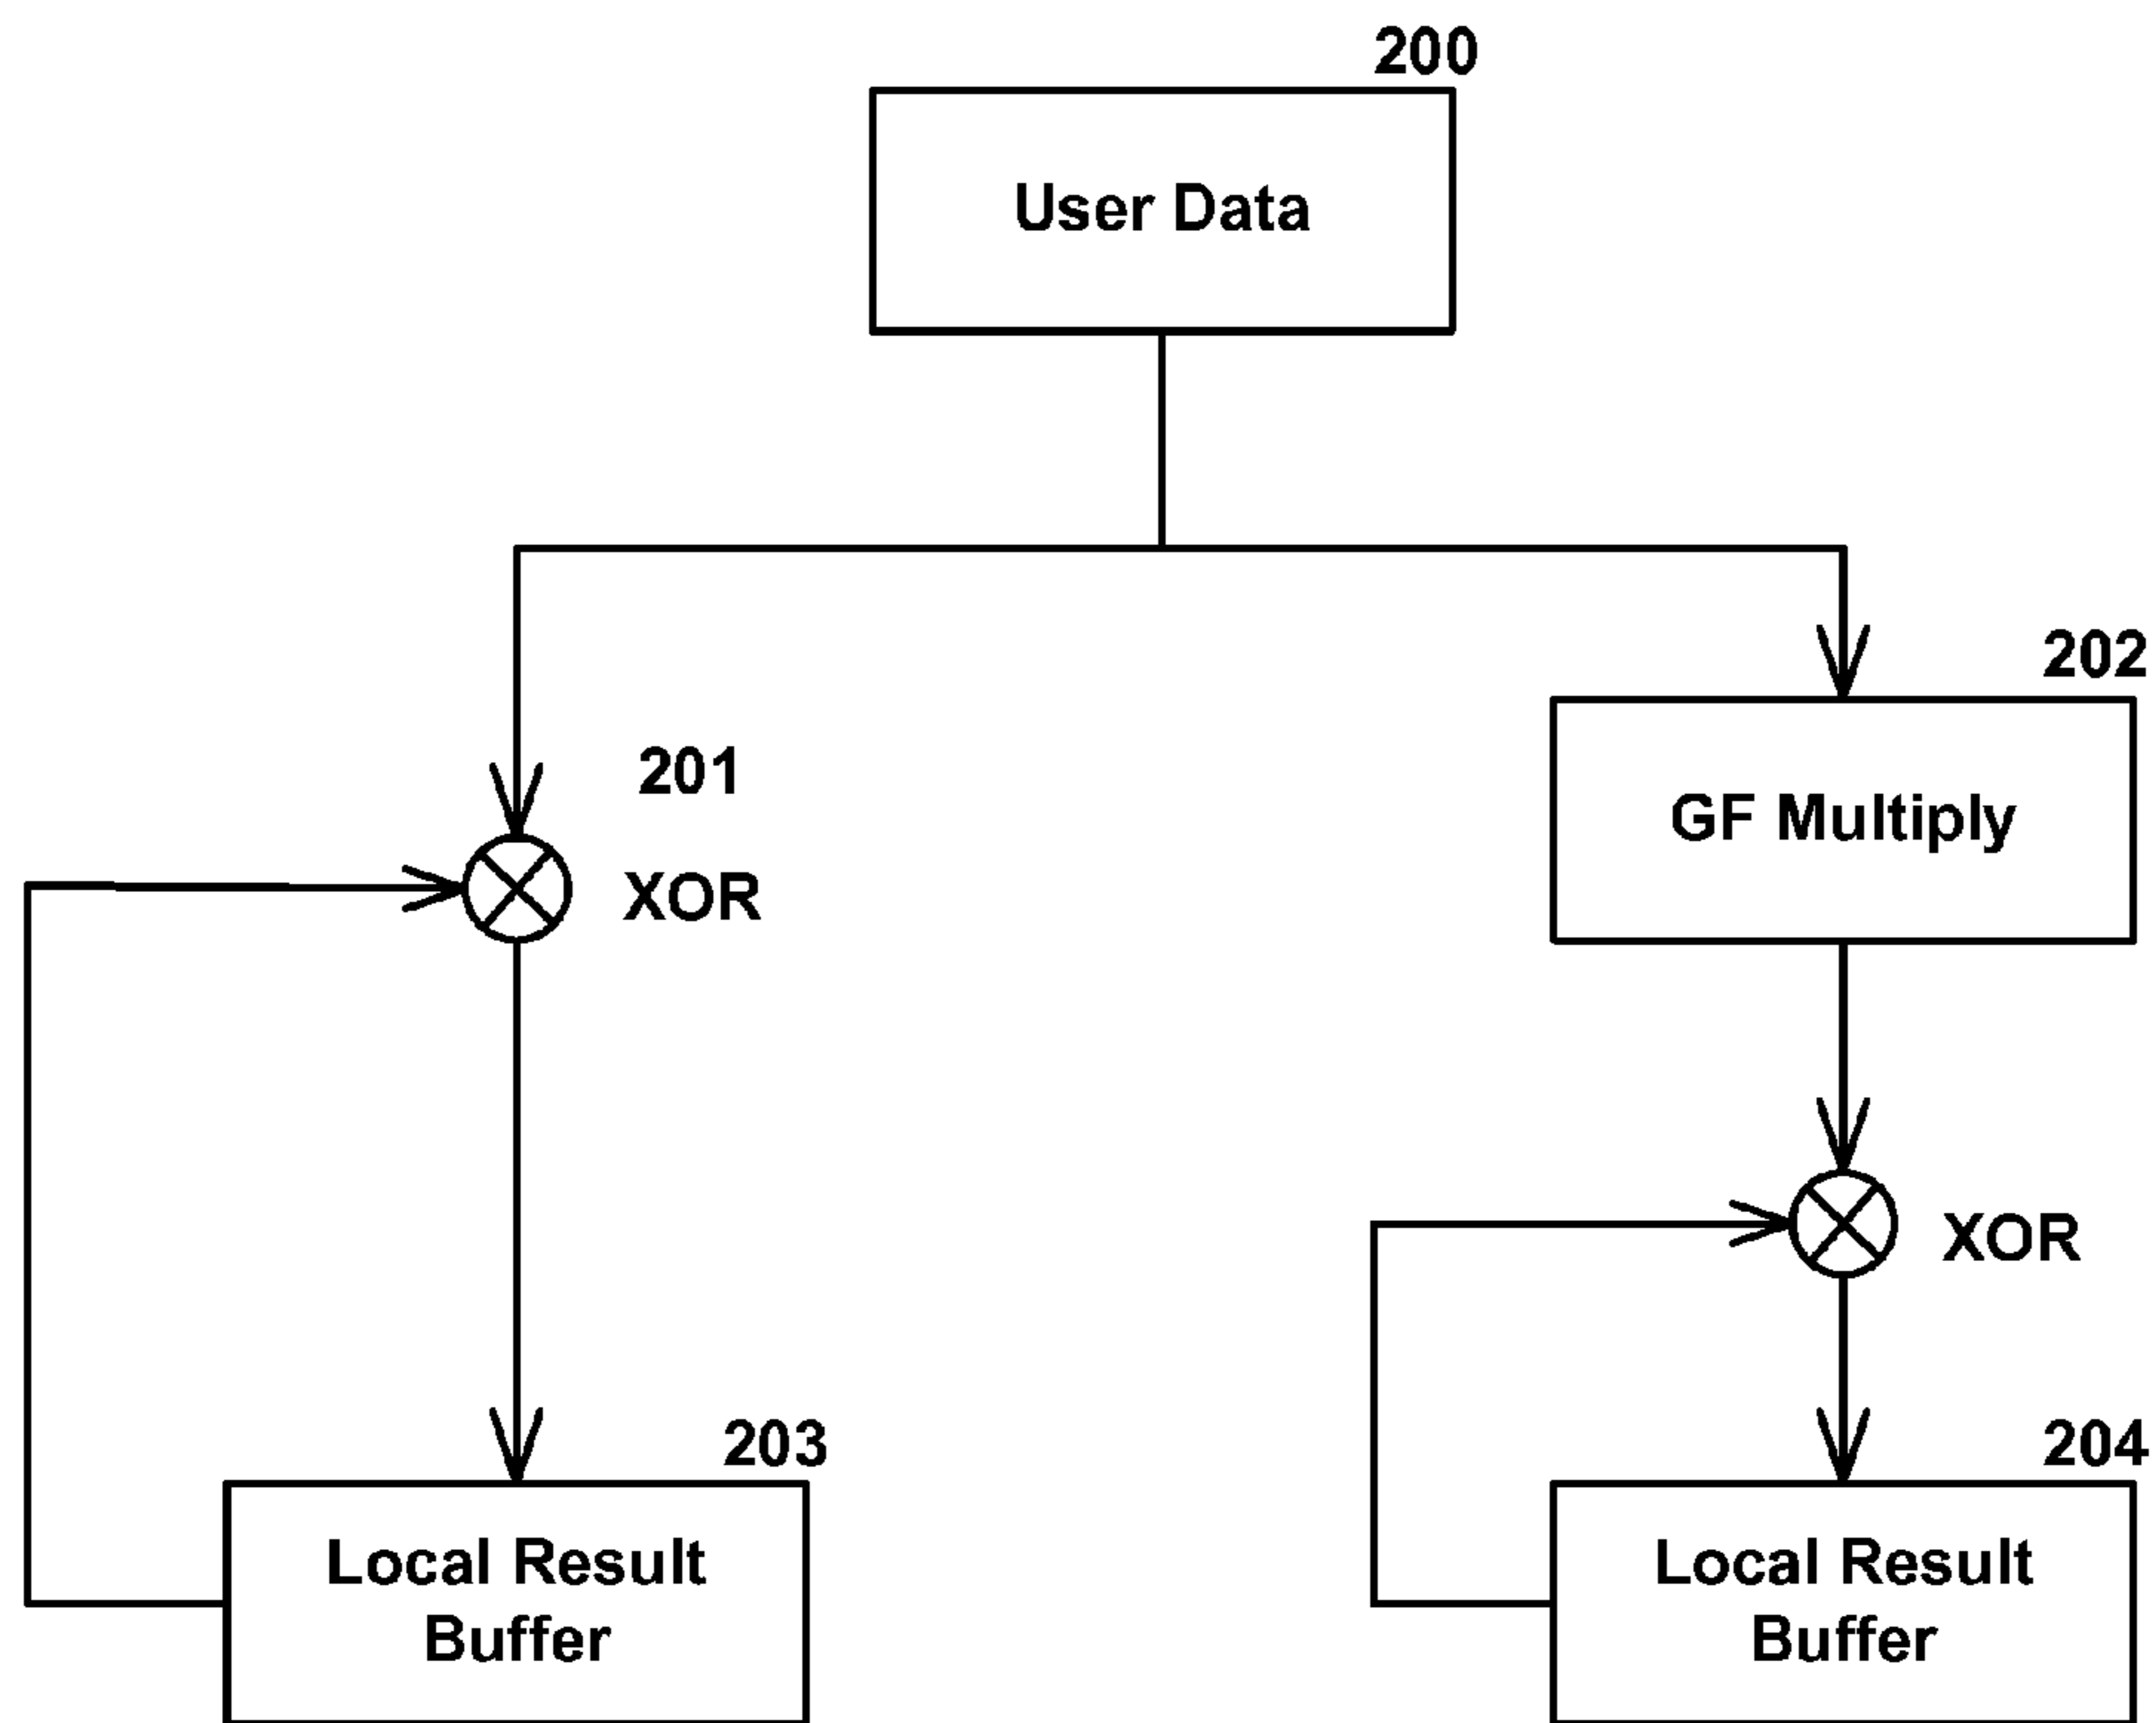 200
User Data
202
201
GF Multiply
XOR
XOR
203
204
Local Result
Buffer
Local Result
Buffer